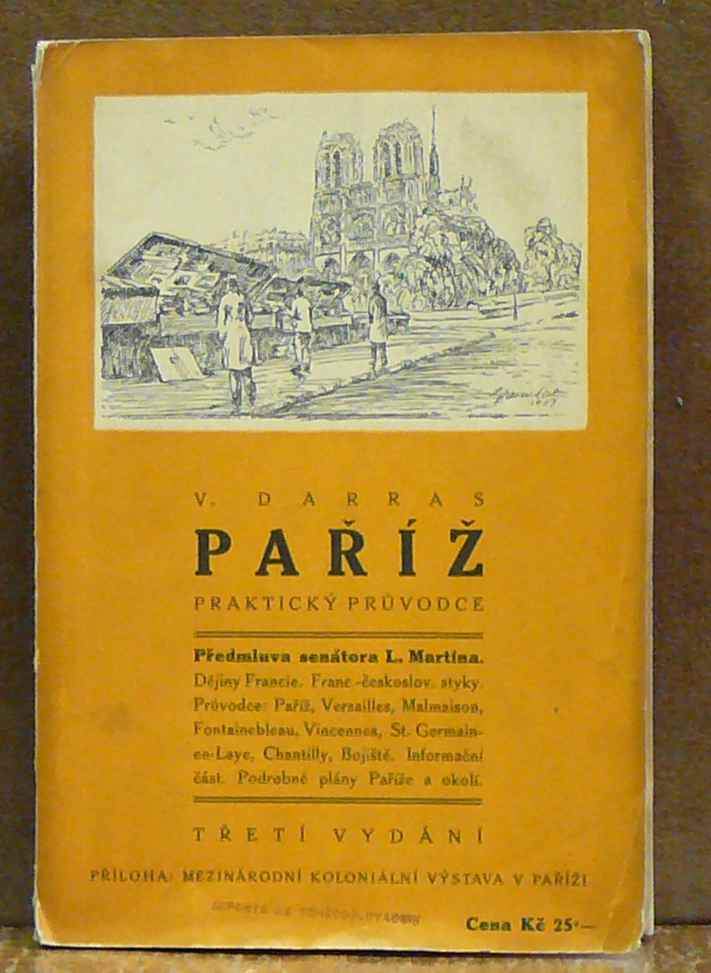 V. DARRAS
PAŘÍŽ
PRAKTICKÝ PRŮVODCE
Předmluva senátora L. Martina.
Dějiny Francie. Franc.-českoslov. styky.
Průvodce: Paříž, Versailles, Malmaison,
Fontainebleau, Vincennes, St. Germain-
en-Laye, Chantilly, Bojiště. Informační
část. Podrobné plány Paříže a okolí.
TŘETÍ VYDÁNÍ
PŘÍLOHA: MEZINÁRODNÍ KOLONIÁLNÍ VÝSTAVA V PAŘÍŽI
Cena Kč 25·—